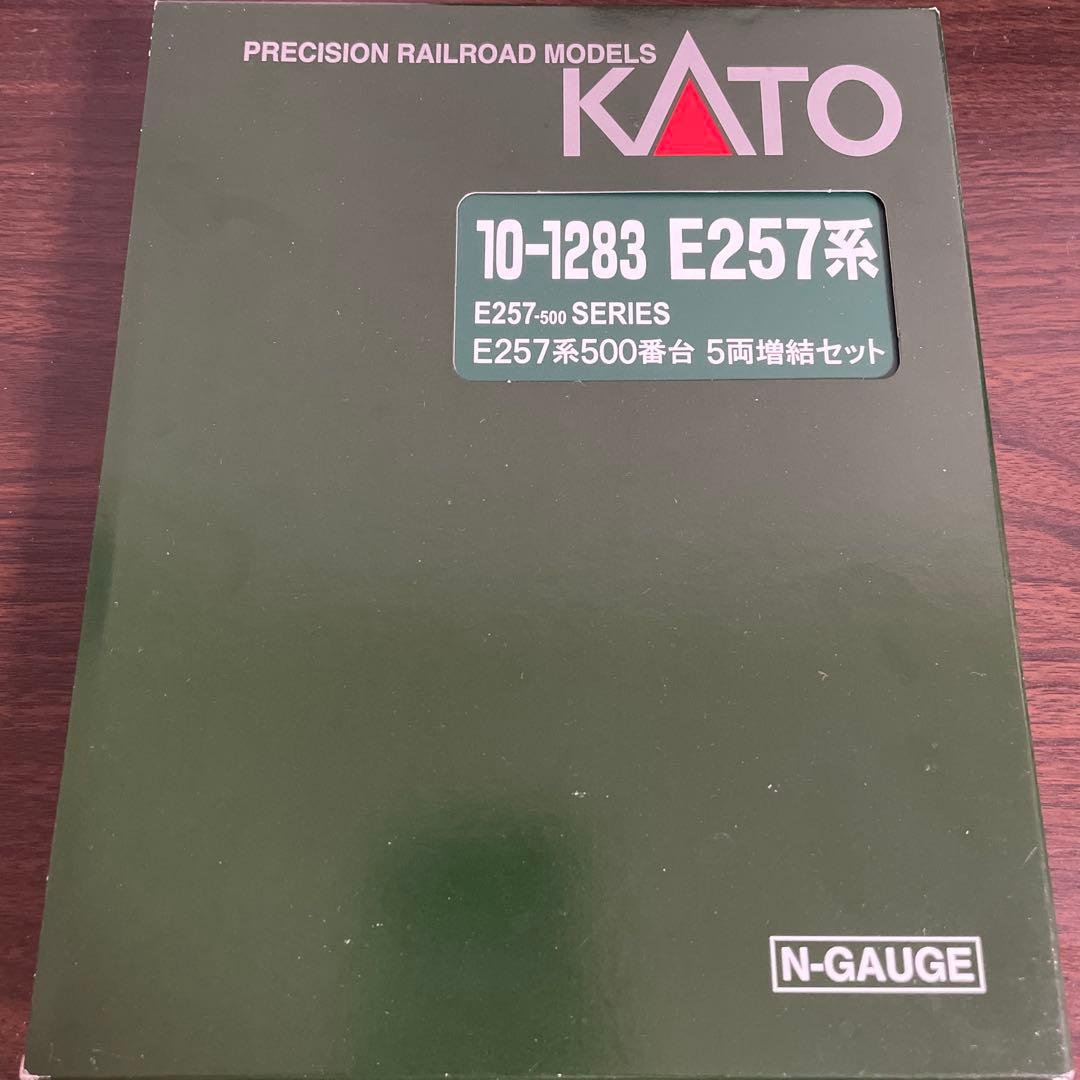 PRECISION RAILROAD MODELS
KATO
10-1283 E257系
E257-500 SERIES
E257系500番台 5両増結セット
N-GAUGE